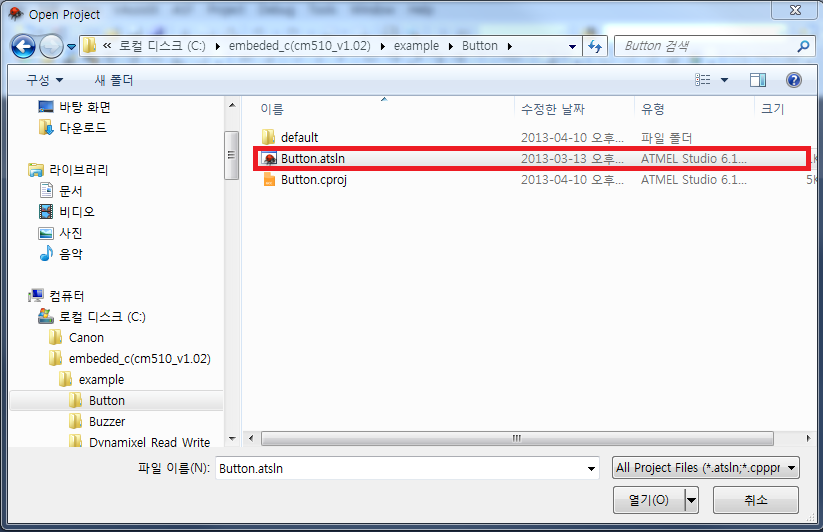 Open Project
« 로컬 디스크 (C:) embeded_c(cm510_v1.02) example Button
Button 검색
구성 새 폴더
이름 수정한 날짜 유형 크기
바탕 화면
다운로드
라이브러리
문서
비디오
사진
음악
컴퓨터
로컬 디스크 (C:)
Canon
embeded_c(cm510_v1.02)
example
Button
Buzzer
Dynamixel Read Write
default 2013-04-10 오후... 파일 폴더
Button.atsln 2013-03-13 오후... ATMEL Studio 6.1...
Button.cproj 2013-04-10 오후... ATMEL Studio 6.1... 5K
파일 이름(N): Button.atsln
All Project Files (*.atsln;*.cpppr
열기(O) 취소